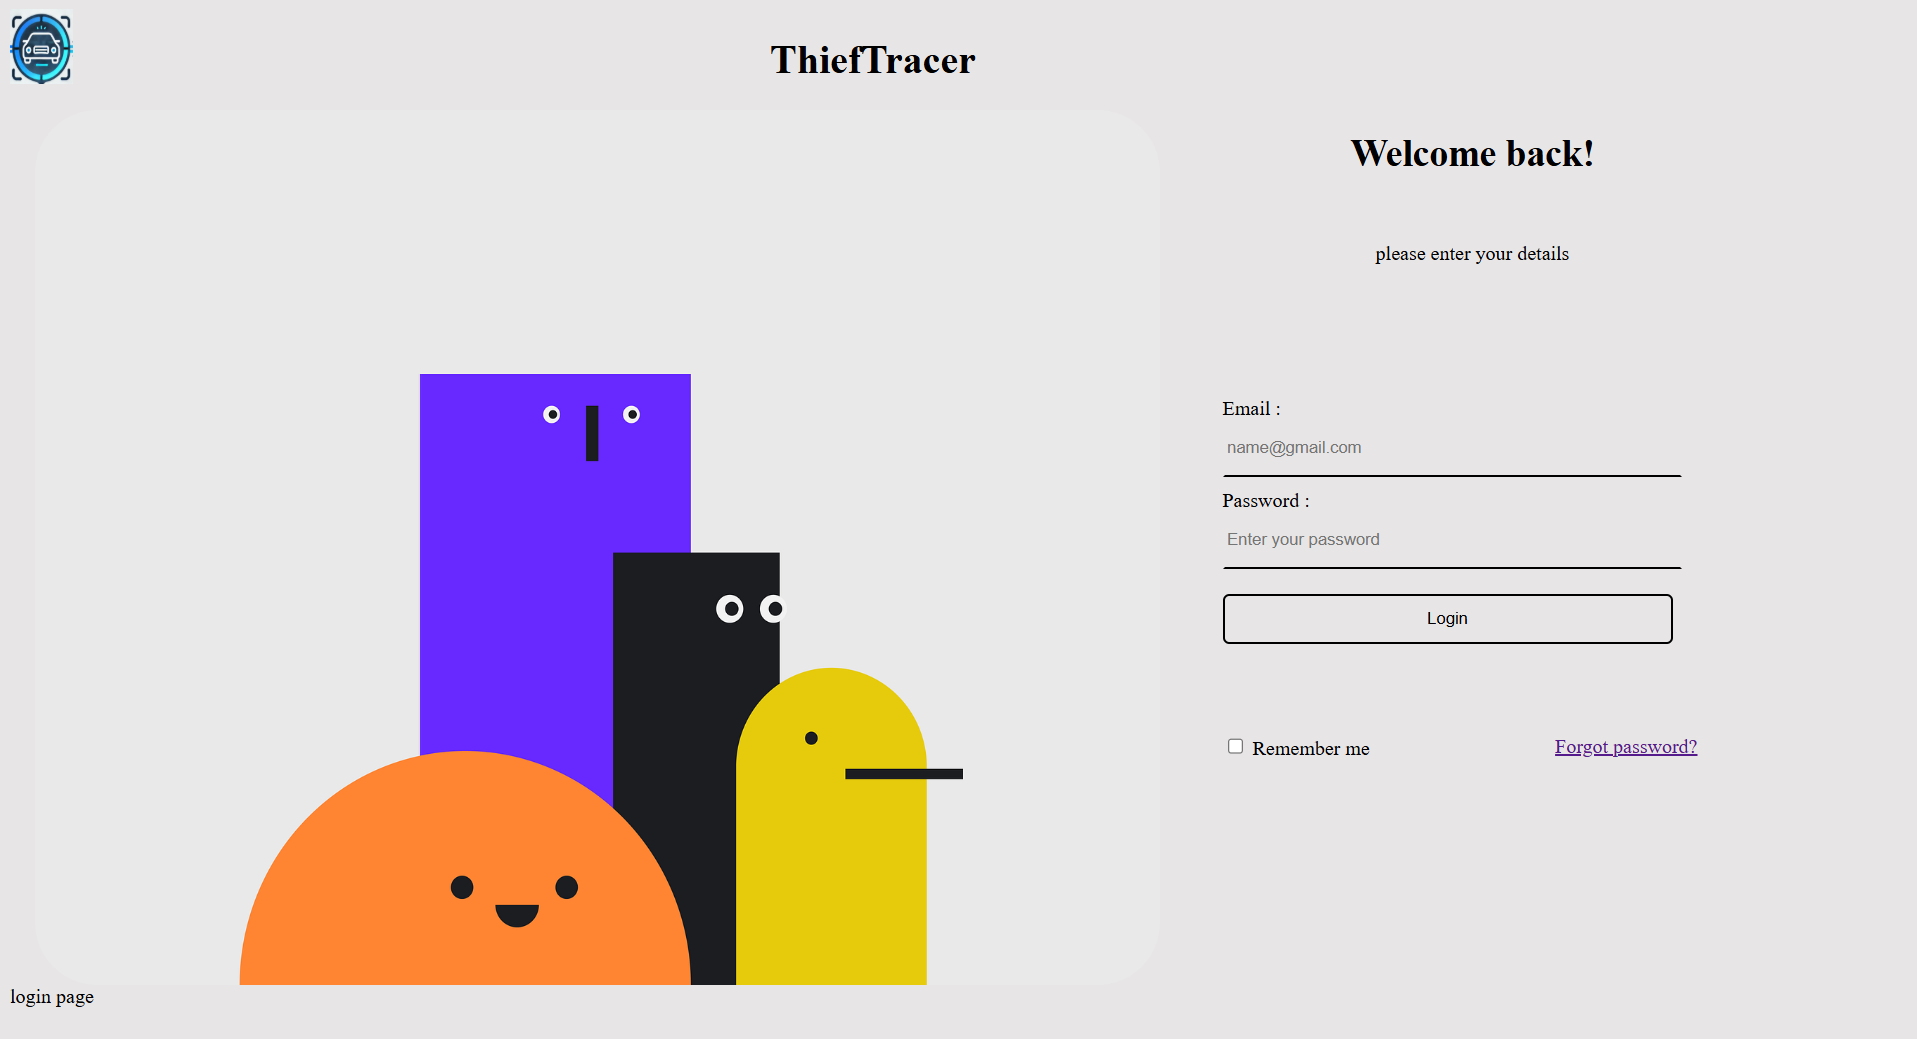 ThiefTracer
Welcome back!
please enter your details
Email :
name@gmail.com
Password :
Enter your password
Login
Remember me
Forgot password?
login page